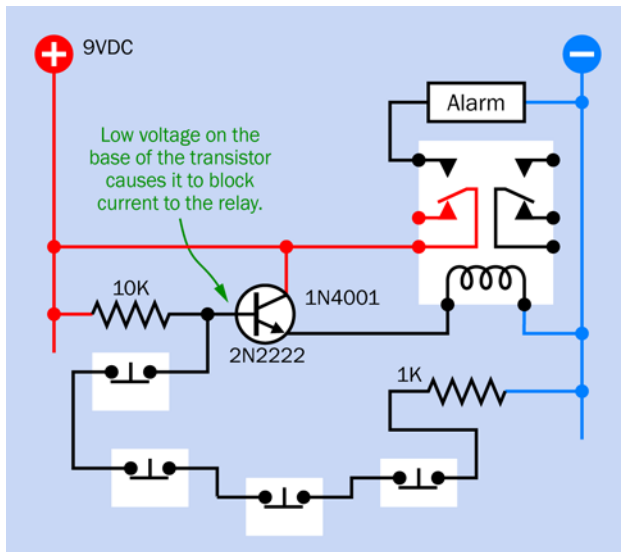 9VDC
Alarm
Low voltage on the
base of the transistor
causes it to block
current to the relay.
10K
1N4001
2N2222
1K